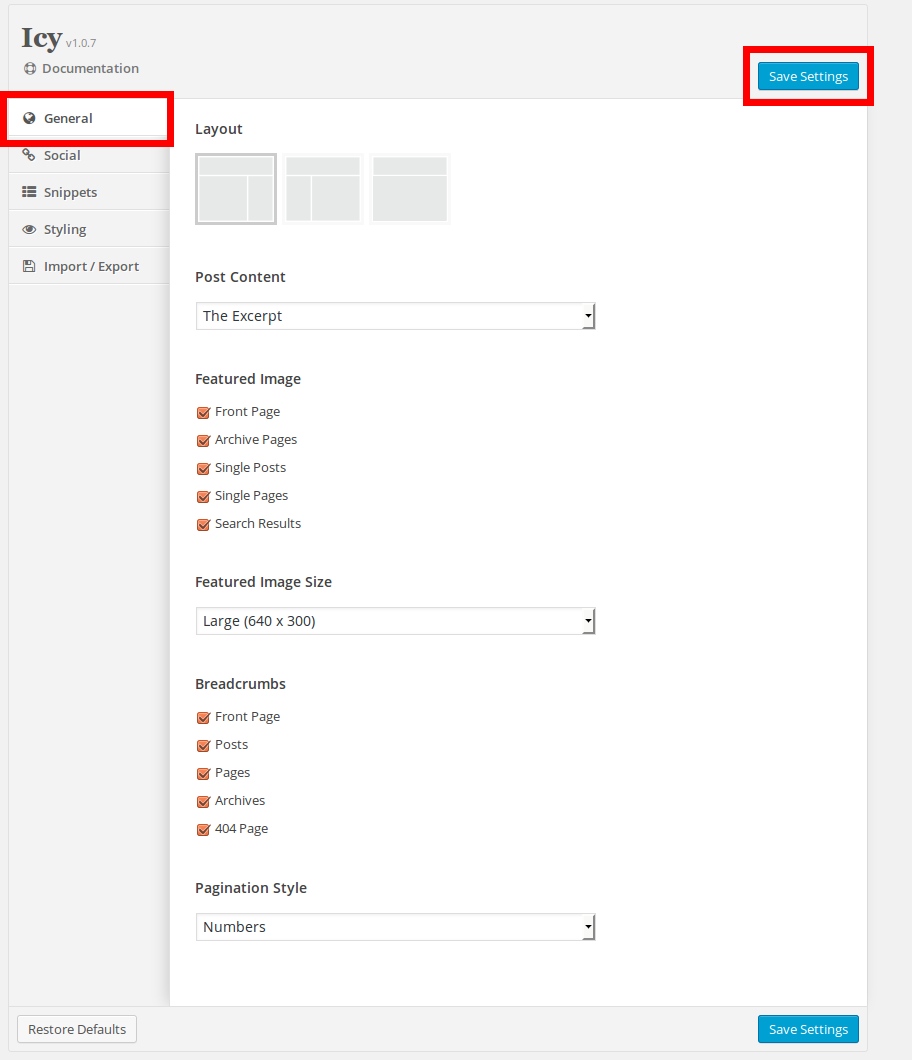 Icy v1.0.7
Documentation
Save Settings
General
Social
Snippets
Styling
Import / Export
Layout
Post Content
The Excerpt
Featured Image
Front Page
Archive Pages
Single Posts
Single Pages
Search Results
Featured Image Size
Large (640 x 300)
Breadcrumbs
Front Page
Posts
Pages
Archives
404 Page
Pagination Style
Numbers
Restore Defaults
Save Settings